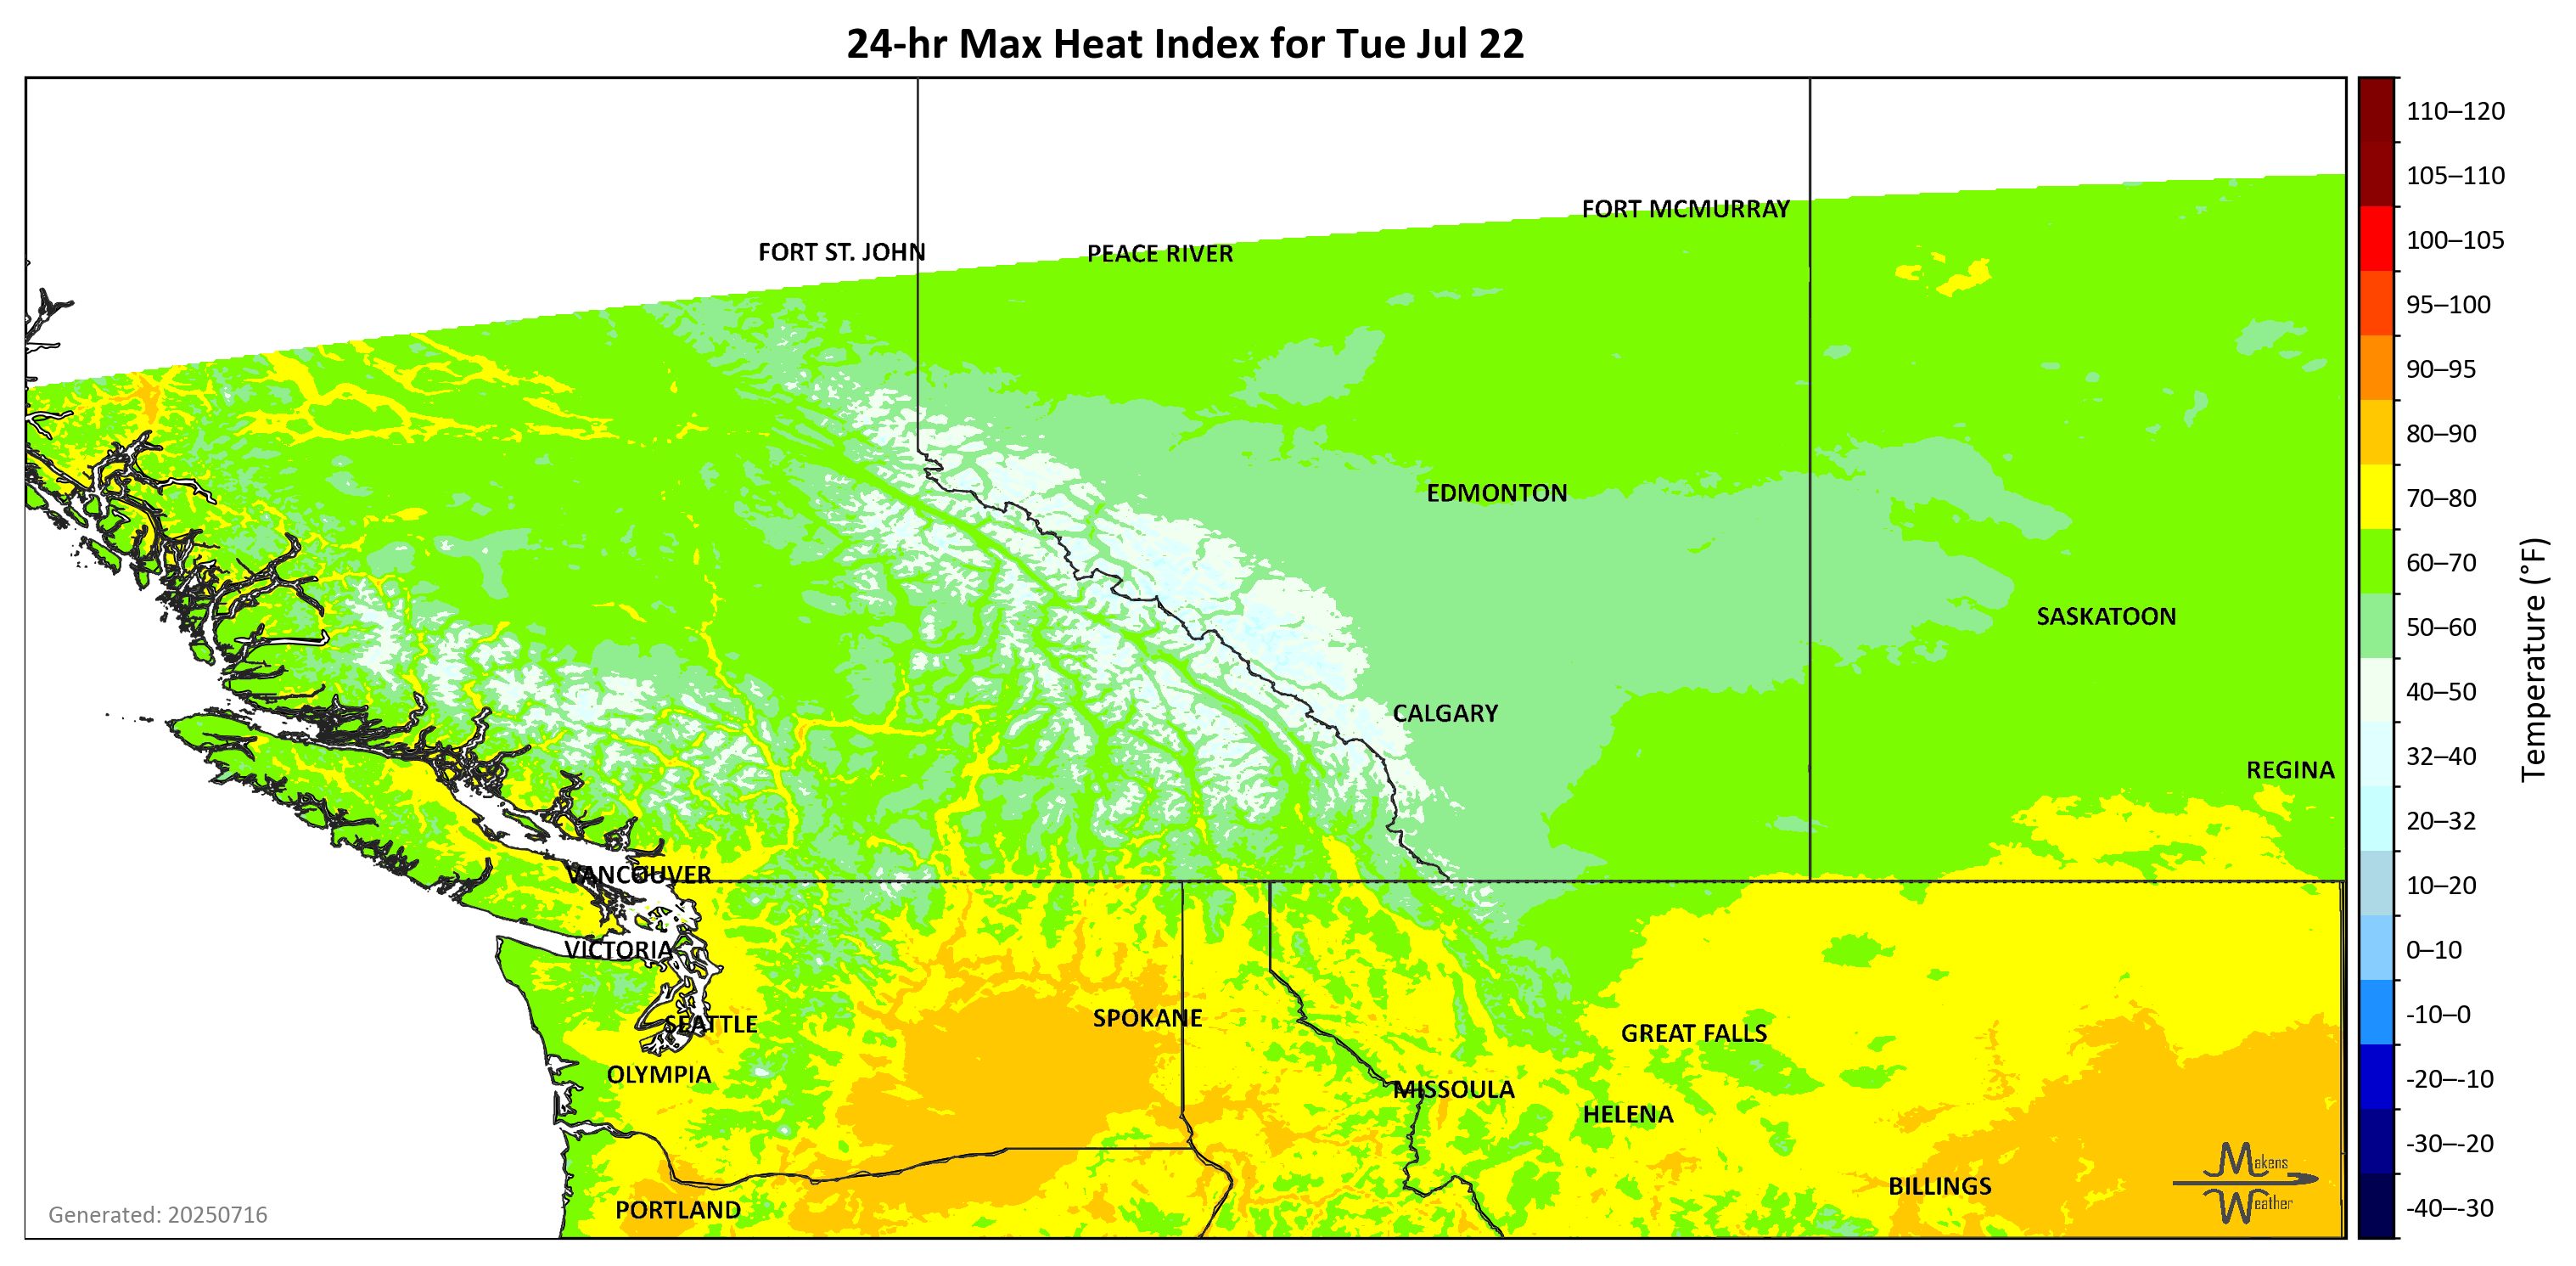 24-hr Max Heat Index for Tue Jul 22
FORT MCMURRAY
FORT ST. JOHN
PEACE RIVER
EDMONTON
SASKATOON
CALGARY
REGINA
VANCOUVER
VICTORIA
SEATTLE
SPOKANE
GREAT FALLS
OLYMPIA
MISSOULA
HELENA
BILLINGS
PORTLAND
Makens
Weather
Generated: 20250716
110–120
105–110
100–105
95–100
90–95
80–90
70–80
60–70
50–60
40–50
32–40
20–32
10–20
0–10
-10–0
-20–-10
-30–-20
-40–-30
Temperature (°F)